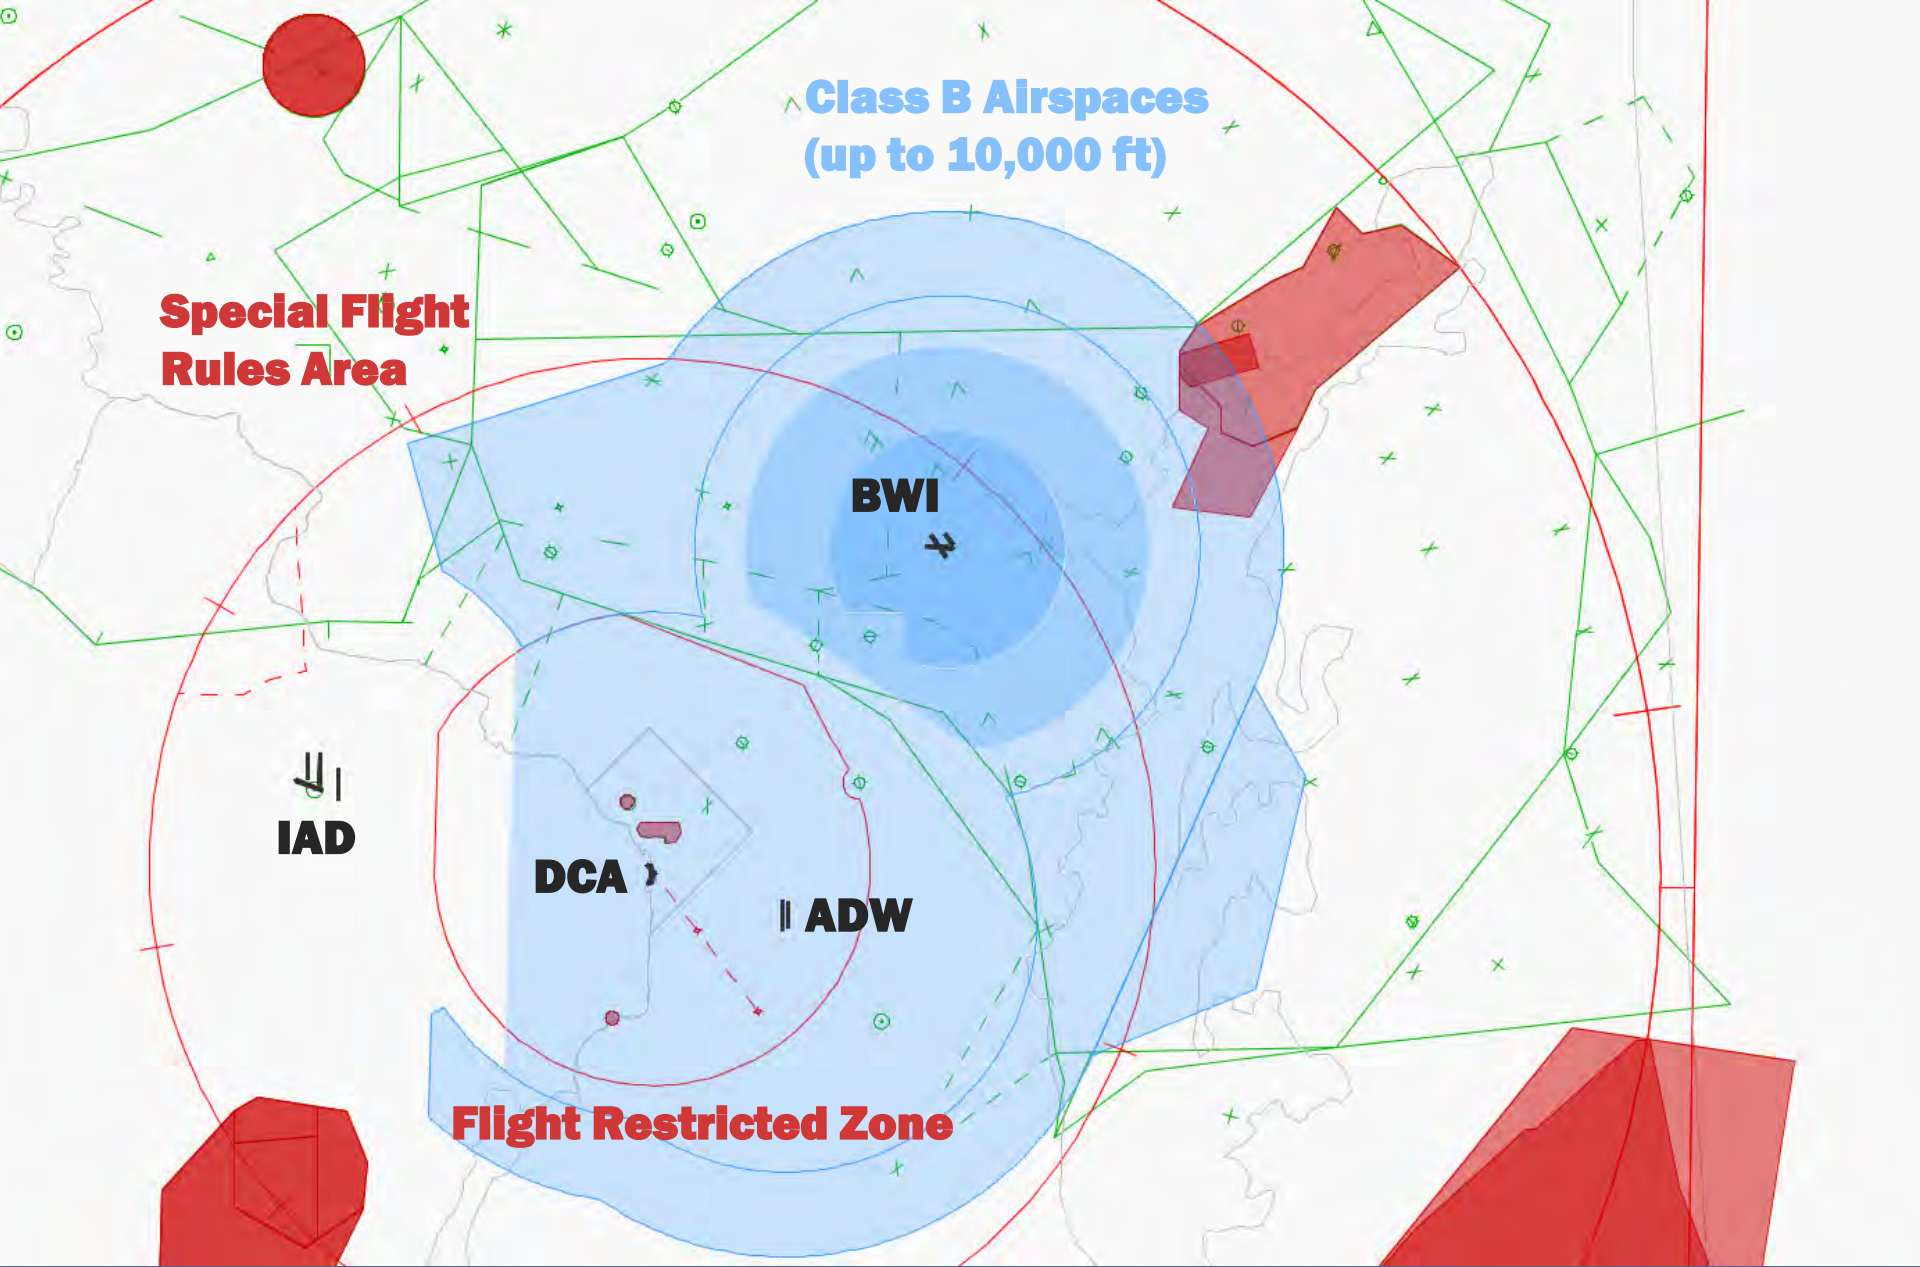 Class B Airspaces
(up to 10,000 ft)
Special Flight
Rules Area
BWI
IAD
DCA
ADW
Flight Restricted Zone